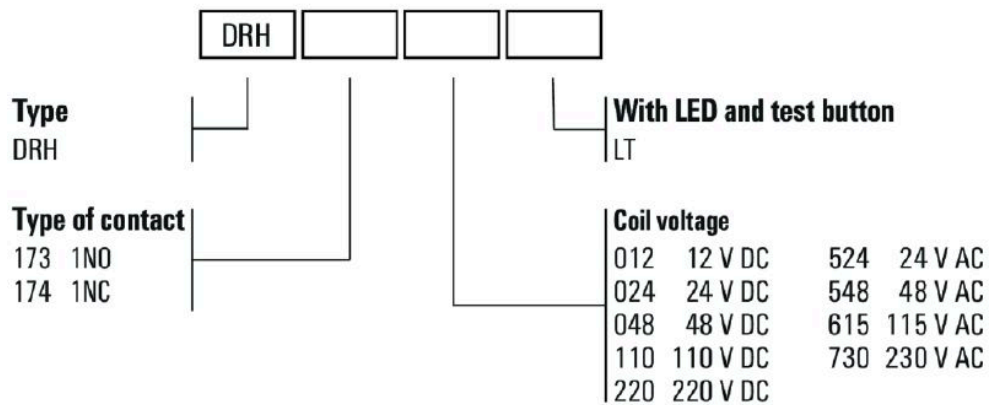 DRH
Type
DRH
With LED and test button
LT
Type of contact
173 1NO
174 1NC
Coil voltage
012 12 V DC 524 24 V AC
024 24 V DC 548 48 V AC
048 48 V DC 615 115 V AC
110 110 V DC 730 230 V AC
220 220 V DC